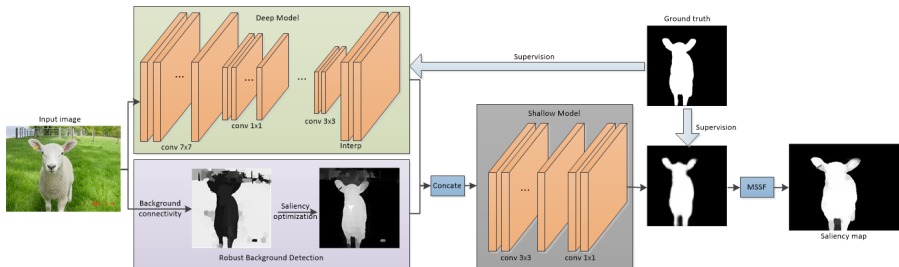 Deep Model
...
...
...
conv 7x7
conv 1x1
conv 3x3
Interp
Input image
Background
connectivity
Saliency
optimization
Robust Background Detection
Concate
Shallow Model
...
conv 3x3
conv 1x1
Supervision
Ground truth
Supervision
MSSF
Saliency map